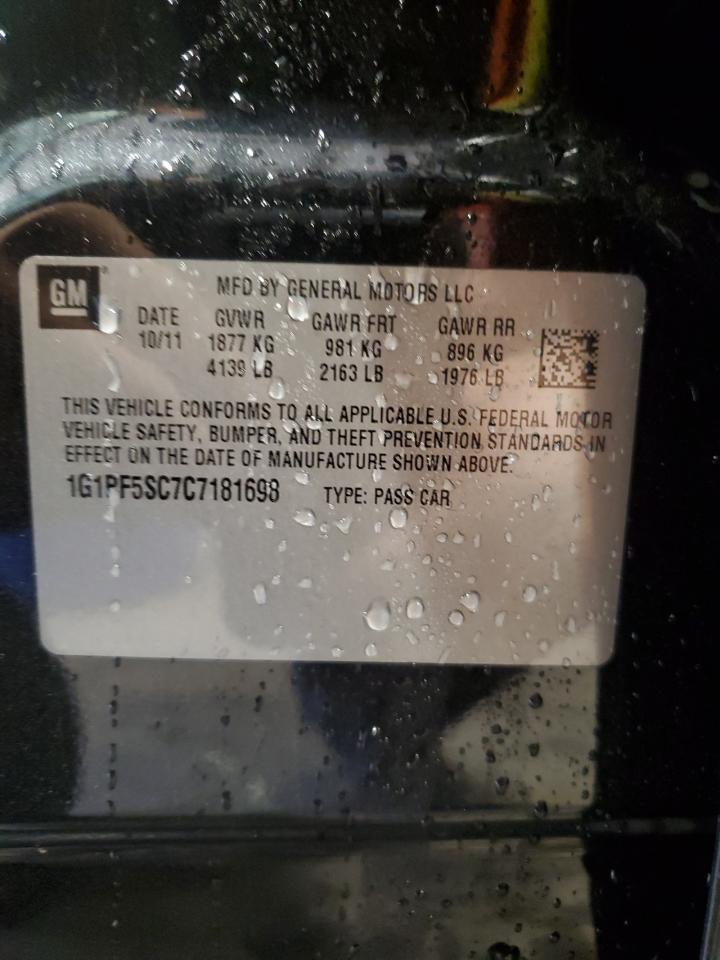 GM
MFD BY GENERAL MOTORS LLC
DATE GVWR GAWR FRT GAWR RR
10/11 1877 KG 981 KG 896 KG
4139 LB 2163 LB 1976 LB
THIS VEHICLE CONFORMS TO ALL APPLICABLE U.S. FEDERAL MOTOR
VEHICLE SAFETY, BUMPER, AND THEFT PREVENTION STANDARDS IN
EFFECT ON THE DATE OF MANUFACTURE SHOWN ABOVE.
1G1PF5SC7C7181698 TYPE: PASS CAR